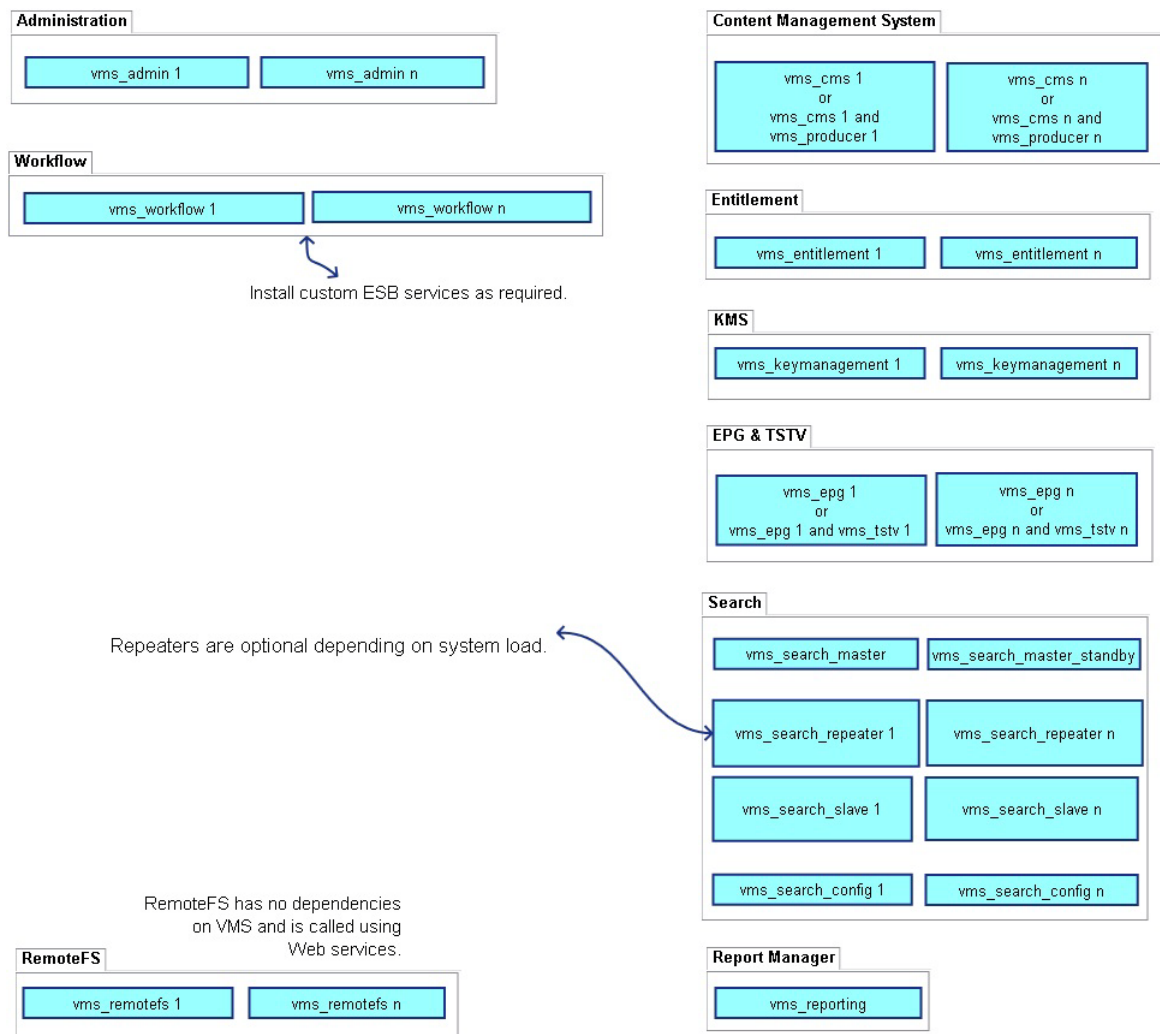 Administration
vms_admin 1
vms_admin n
Workflow
vms_workflow 1
vms_workflow n
Install custom ESB services as required.
Content Management System
vms_cms 1
or
vms_cms 1 and
vms_producer 1
vms_cms n
or
vms_cms n and
vms_producer n
Entitlement
vms_entitlement 1
vms_entitlement n
KMS
vms_keymanagement 1
vms_keymanagement n
EPG & TSTV
vms_epg 1
or
vms_epg 1 and vms_tstv 1
vms_epg n
or
vms_epg n and vms_tstv n
Repeaters are optional depending on system load.
Search
vms_search_master
vms_search_master_standby
vms_search_repeater 1
vms_search_repeater n
vms_search_slave 1
vms_search_slave n
vms_search_config 1
vms_search_config n
RemoteFS has no dependencies
on VMS and is called using
Web services.
RemoteFS
vms_remotefs 1
vms_remotefs n
Report Manager
vms_reporting